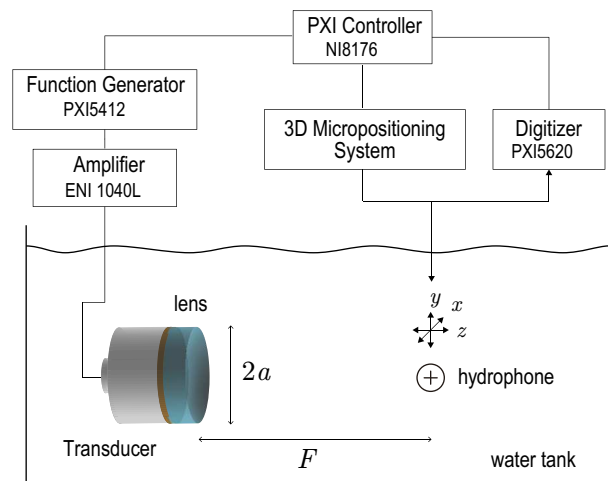 PXI Controller
NI8176
Function Generator
PXI5412
3D Micropositioning
System
Digitizer
PXI5620
Amplifier
ENI 1040L
lens
y
x
z
2a
hydrophone
Transducer
F
water tank